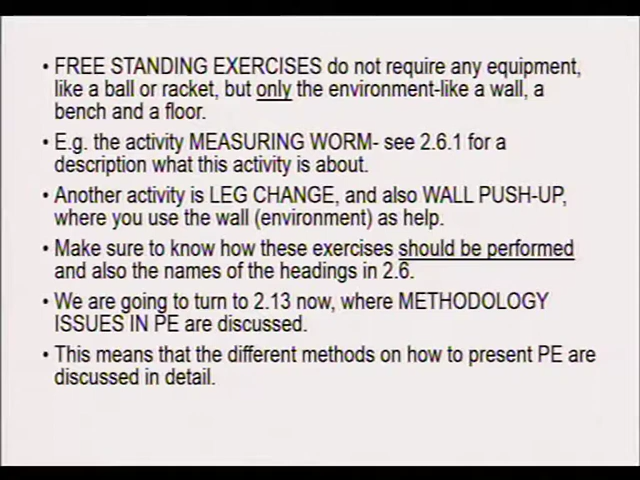 • FREE STANDING EXERCISES do not require any equipment,
like a ball or racket, but only the environment-like a wall, a
bench and a floor.
• E.g. the activity MEASURING WORM- see 2.6.1 for a
description what this activity is about.
• Another activity is LEG CHANGE, and also WALL PUSH-UP,
where you use the wall (environment) as help.
• Make sure to know how these exercises should be performed
and also the names of the headings in 2.6.
• We are going to turn to 2.13 now, where METHODOLOGY
ISSUES IN PE are discussed.
• This means that the different methods on how to present PE are
discussed in detail.